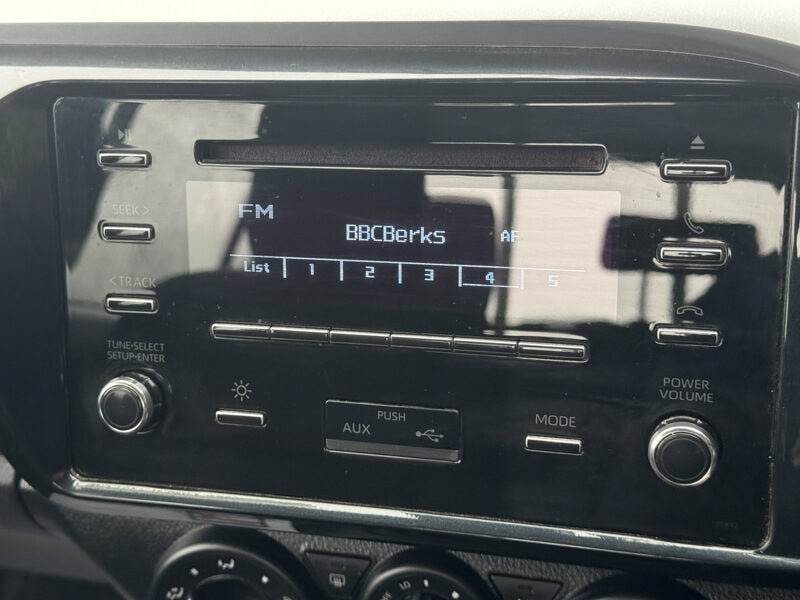 SEEK >
FM
BBCBerks AF
List 1 2 3 4 5
< TRACK
TUNE•SELECT
SETUP•ENTER
PUSH
AUX
MODE
POWER
VOLUME
LO